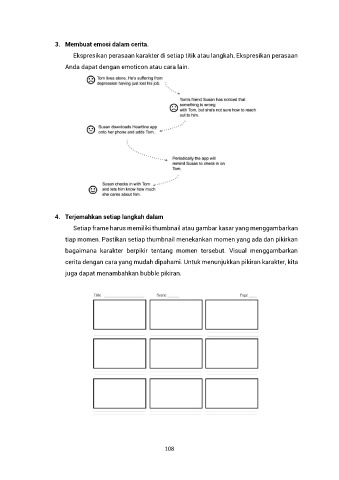 3. Membuat emosi dalam cerita.
Ekspresikan perasaan karakter di setiap titik atau langkah. Ekspresikan perasaan
Anda dapat dengan emoticon atau cara lain.
Tom lives alone. He's suffering from
depression having just lost his job.
Tom's friend Susan has noticed that
something is wrong
with Tom, but she's not sure how to reach
out to him.
Susan downloads Heartline app
onto her phone and adds Tom.
Periodically the app will
remind Susan to check in on
Tom.
Susan checks in with Tom
and lets him know how much
she cares about him.
4. Terjemahkan setiap langkah dalam
Setiap frame harus memiliki thumbnail atau gambar kasar yang menggambarkan
tiap momen. Pastikan setiap thumbnail menekankan momen yang ada dan pikirkan
bagaimana karakter berpikir tentang momen tersebut. Visual menggambarkan
cerita dengan cara yang mudah dipahami. Untuk menunjukkan pikiran karakter, kita
juga dapat menambahkan bubble pikiran.
Title: Page:
108